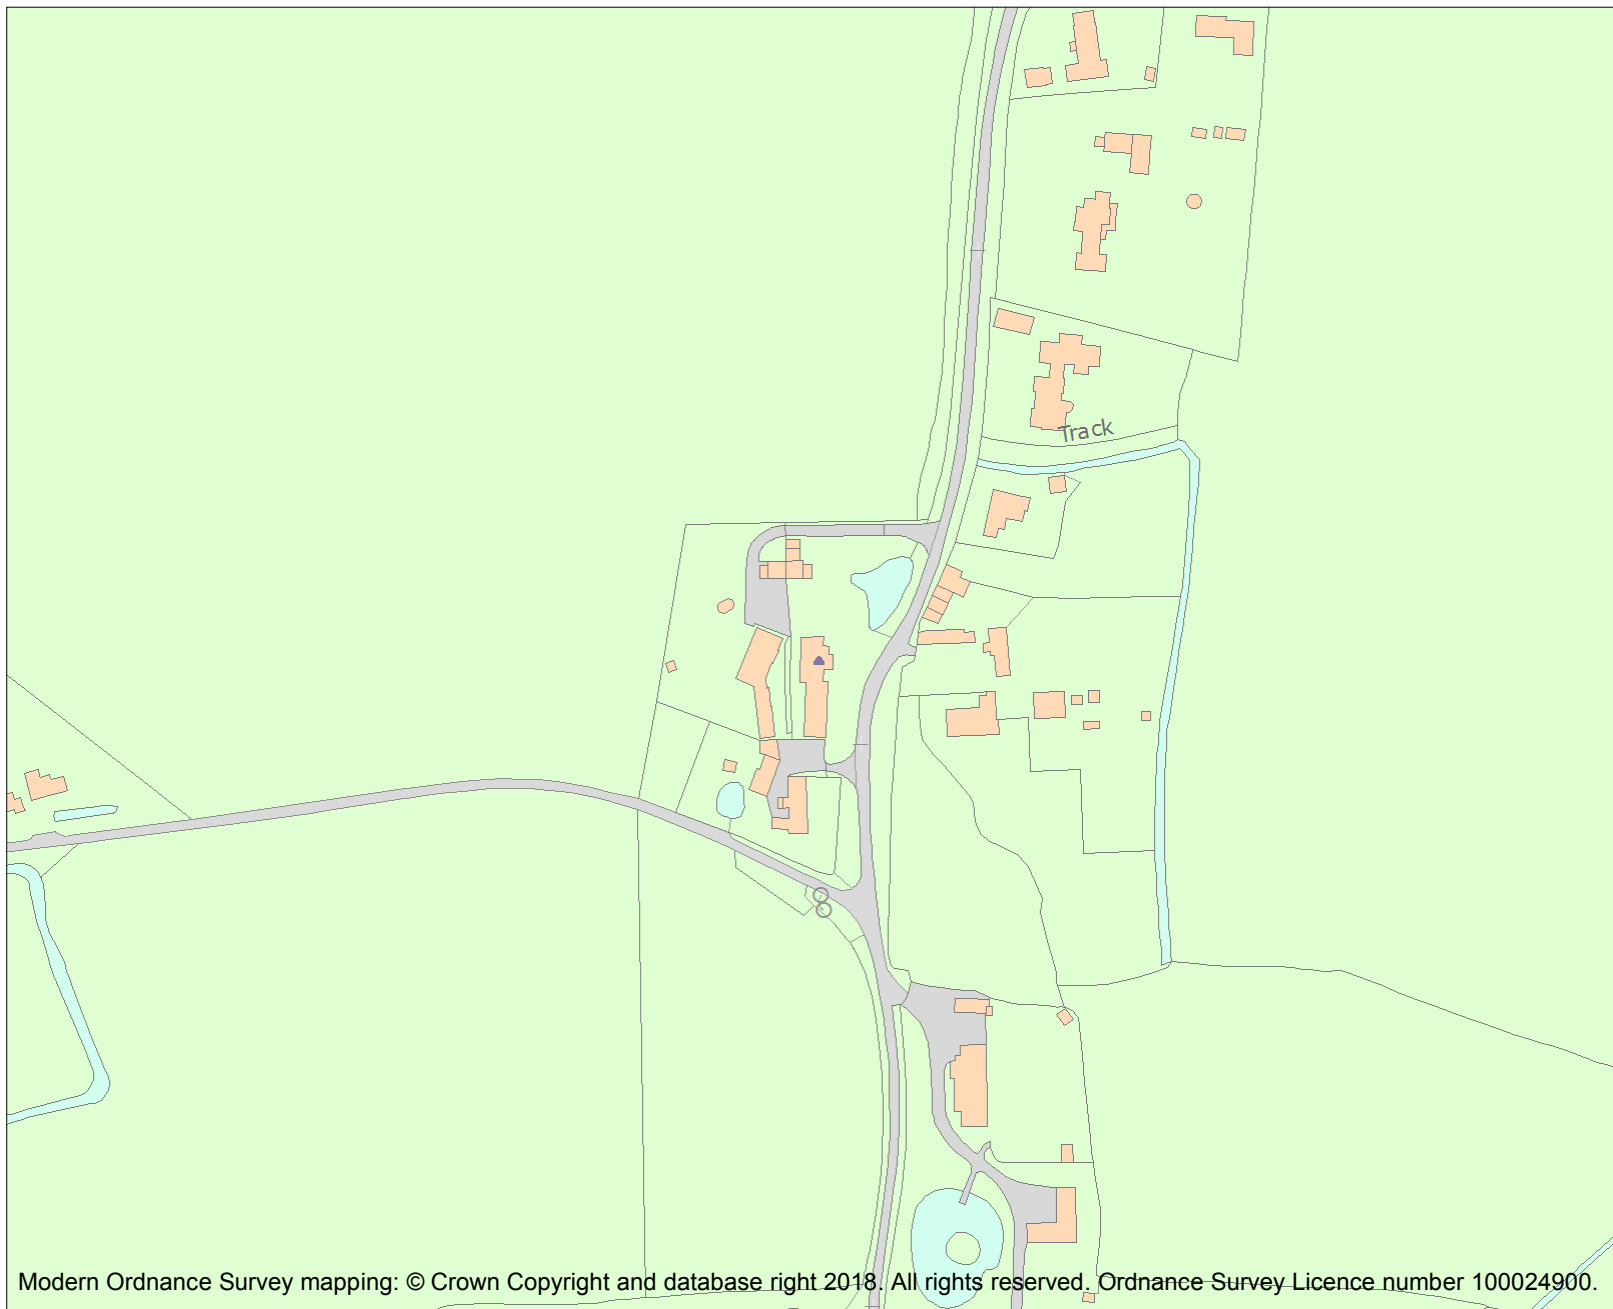 Track
Modern Ordnance Survey mapping: © Crown Copyright and database right 2018. All rights reserved. Ordnance Survey Licence number 100024900.